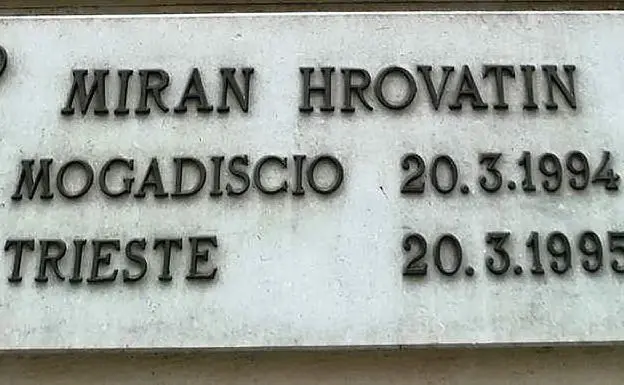 MIRAN HROVATIN
MOGADISCIO 20.3.1994
TRIESTE 20.3.1995